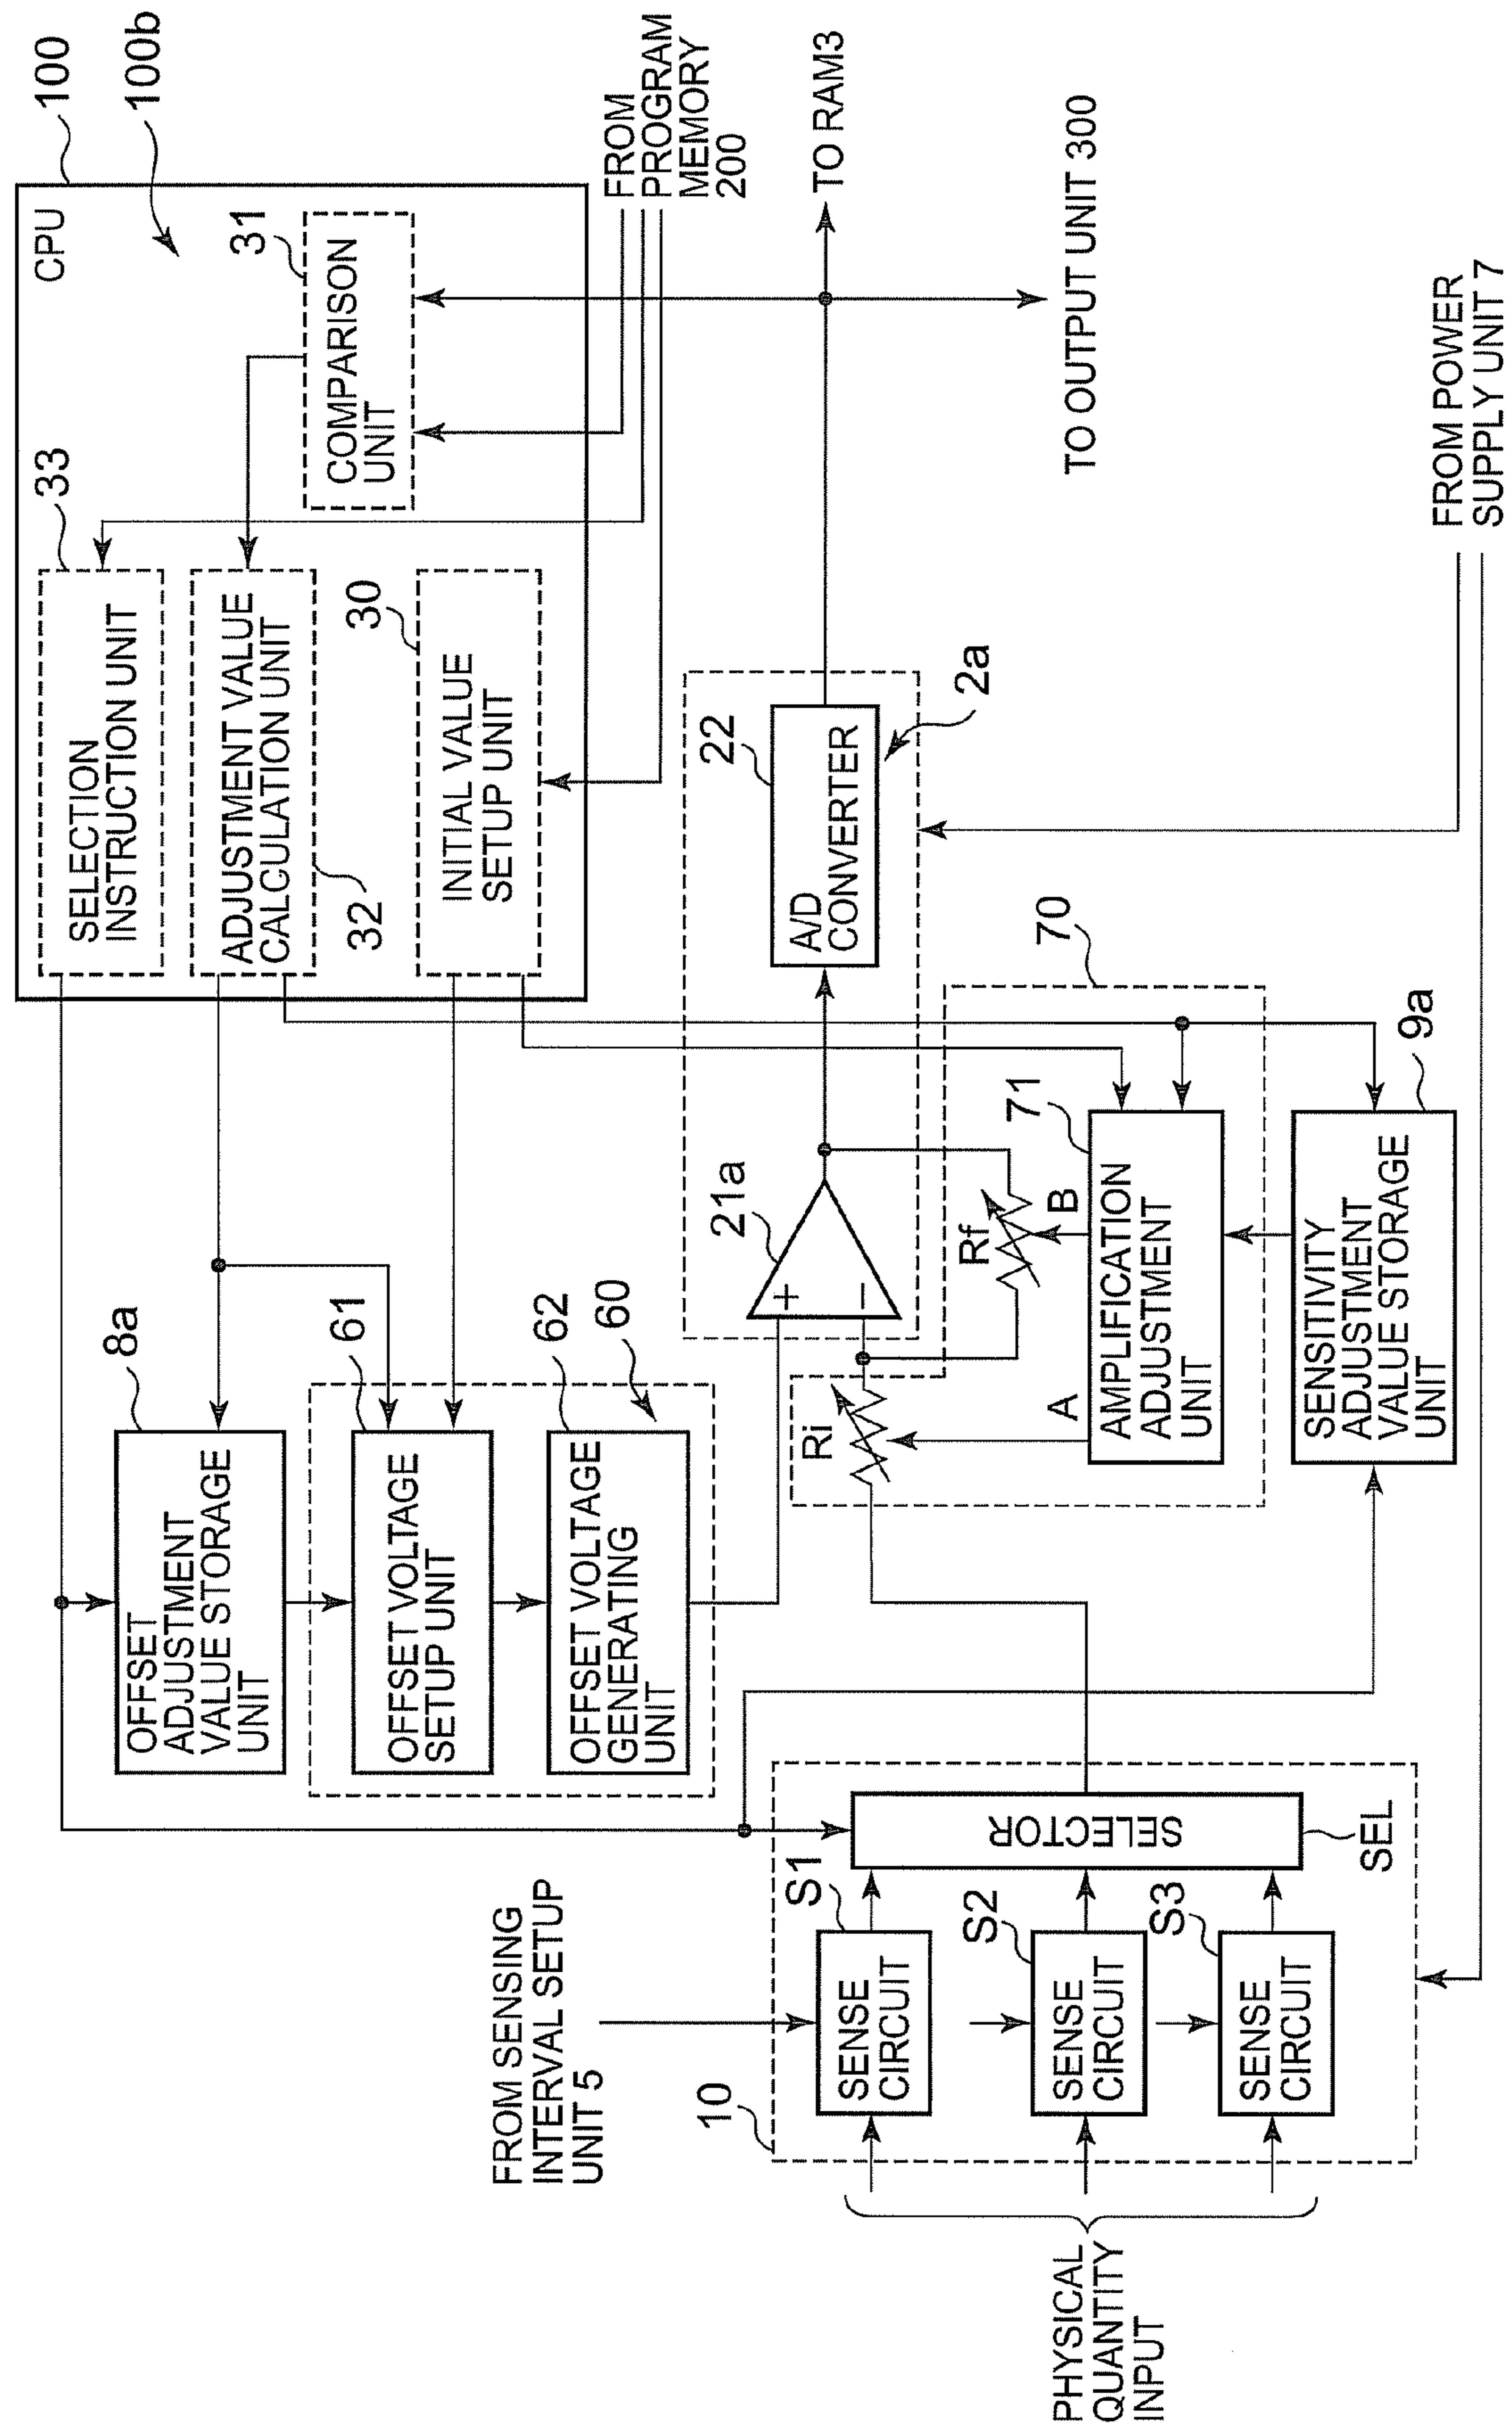 100
100b
CPU
33
SELECTION
INSTRUCTION UNIT
31
COMPARISON
UNIT
ADJUSTMENT VALUE
CALCULATION UNIT
32
30
INITIAL VALUE
SETUP UNIT
FROM
PROGRAM
MEMORY
200
8a
OFFSET
ADJUSTMENT
VALUE STORAGE
UNIT
61
OFFSET VOLTAGE
SETUP UNIT
62
OFFSET VOLTAGE
GENERATING
UNIT
60
21a
+
−
22
A/D
CONVERTER
2a
TO RAM3
TO OUTPUT UNIT 300
Ri
Rf
A
B
70
71
AMPLIFICATION
ADJUSTMENT
UNIT
9a
SENSITIVITY
ADJUSTMENT
VALUE STORAGE
UNIT
FROM POWER
SUPPLY UNIT 7
FROM SENSING
INTERVAL SETUP
UNIT 5
10
S1
SENSE
CIRCUIT
S2
SENSE
CIRCUIT
S3
SENSE
CIRCUIT
SELECTOR
SEL
PHYSICAL
QUANTITY
INPUT